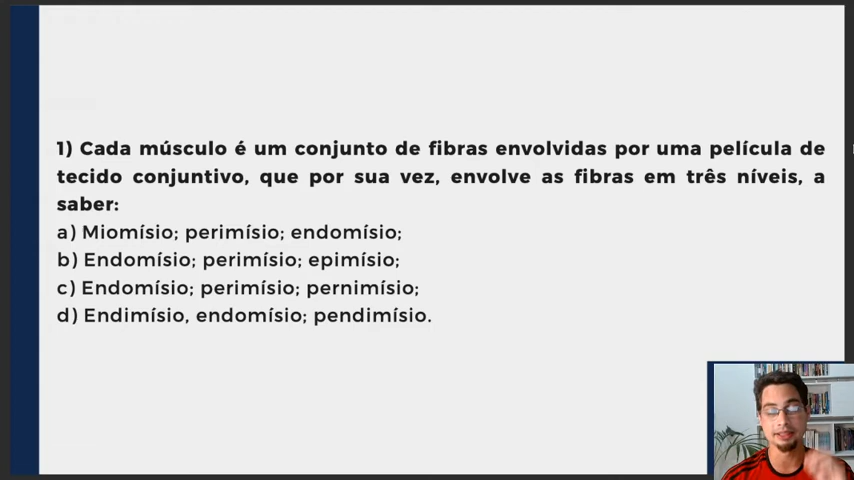 1) Cada músculo é um conjunto de fibras envolvidas por uma película de
tecido conjuntivo, que por sua vez, envolve as fibras em três níveis, a
saber:
a) Miomísio; perimísio; endomísio;
b) Endomísio; perimísio; epimísio;
c) Endomísio; perimísio; pernimísio;
d) Endimísio, endomísio; pendimísio.